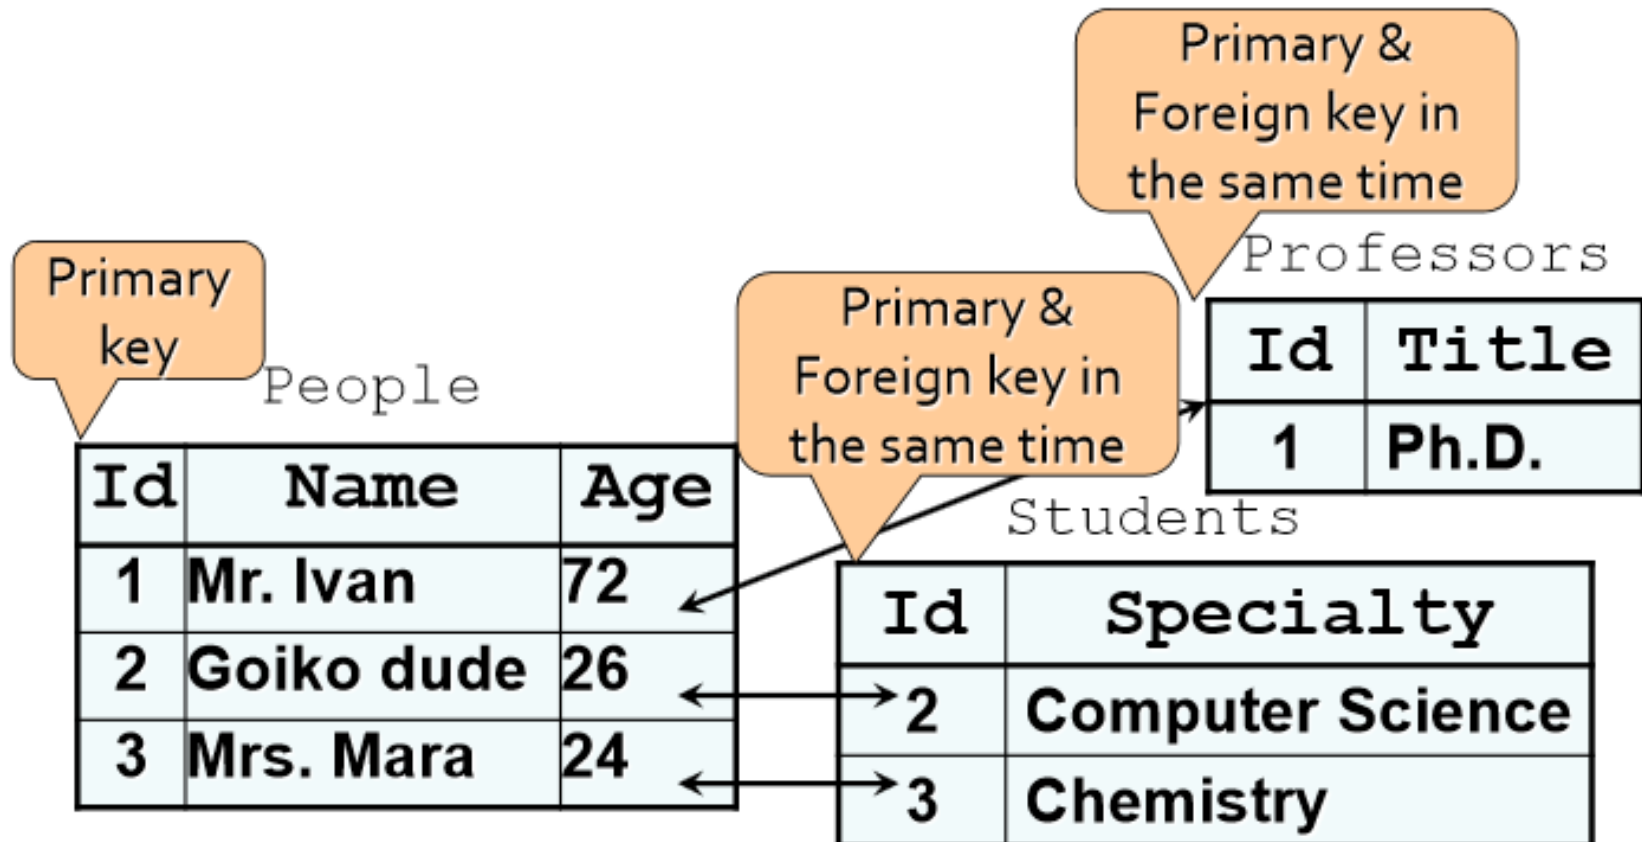 Primary &
Foreign key in
the same time
Professors
Id Title
1 Ph.D.
Primary
key
People
Id Name Age
1 Mr. Ivan 72
2 Goiko dude 26
3 Mrs. Mara 24
Primary &
Foreign key in
the same time
Students
Id Specialty
2 Computer Science
3 Chemistry